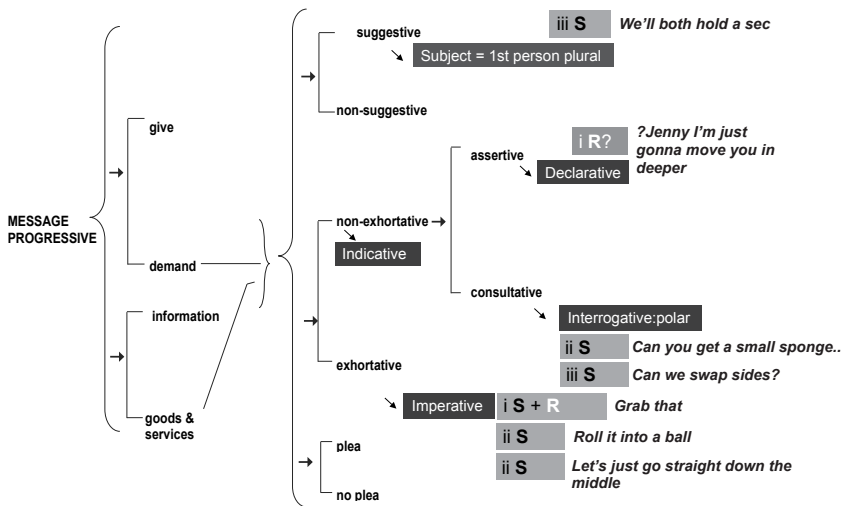 iii S We'll both hold a sec
suggestive
Subject = 1st person plural
non-suggestive
give
i R? ?Jenny I'm just
gonna move you in
deeper
assertive
Declarative
MESSAGE
PROGRESSIVE
non-exhortative
Indicative
demand
consultative
information
Interrogative:polar
ii S Can you get a small sponge..
iii S Can we swap sides?
exhortative
goods &
services
Imperative i S + R Grab that
ii S Roll it into a ball
plea
ii S Let's just go straight down the
middle
no plea